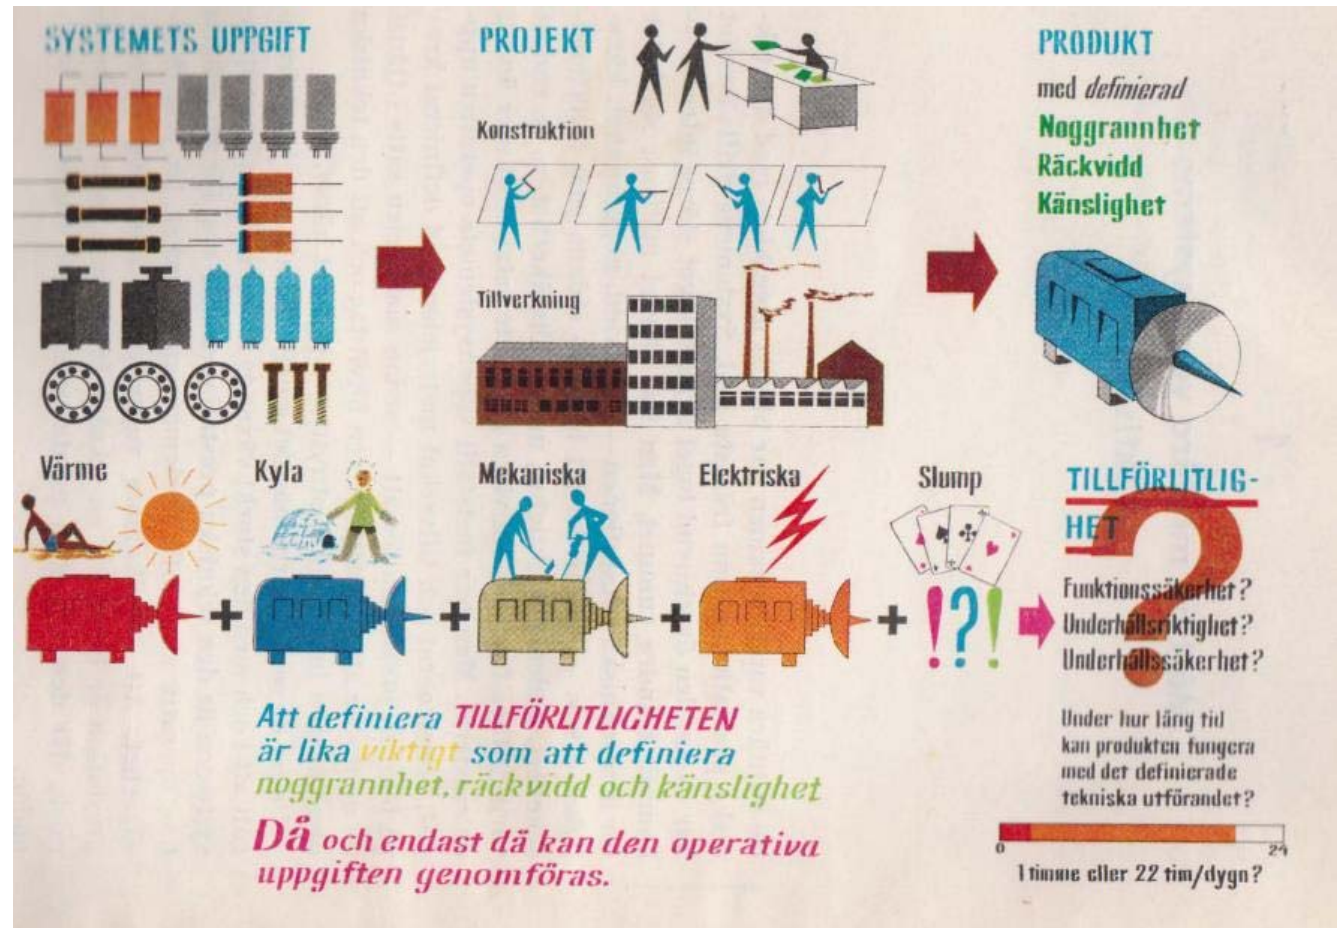 SYSTEMETS UPPGIFT
PROJEKT
Konstruktion
Tillverkning
PRODUKT
med definierad
Noggrannhet
Räckvidd
Känslighet
Värme
Kyla
Mekaniska
Elektriska
Slump
!?!
TILLFÖRLITLIG-
HET
?
Funktionssäkerhet?
Underhållsriktighet?
Underhållssäkerhet?
Under hur lång tid
kan produkten fungera
med det definierade
tekniska utförandet?
0 24
1 timme eller 22 tim/dygn?
Att definiera TILLFÖRLITLIGHETEN
är lika viktigt som att definiera
noggrannhet, räckvidd och känslighet
Då och endast då kan den operativa
uppgiften genomföras.